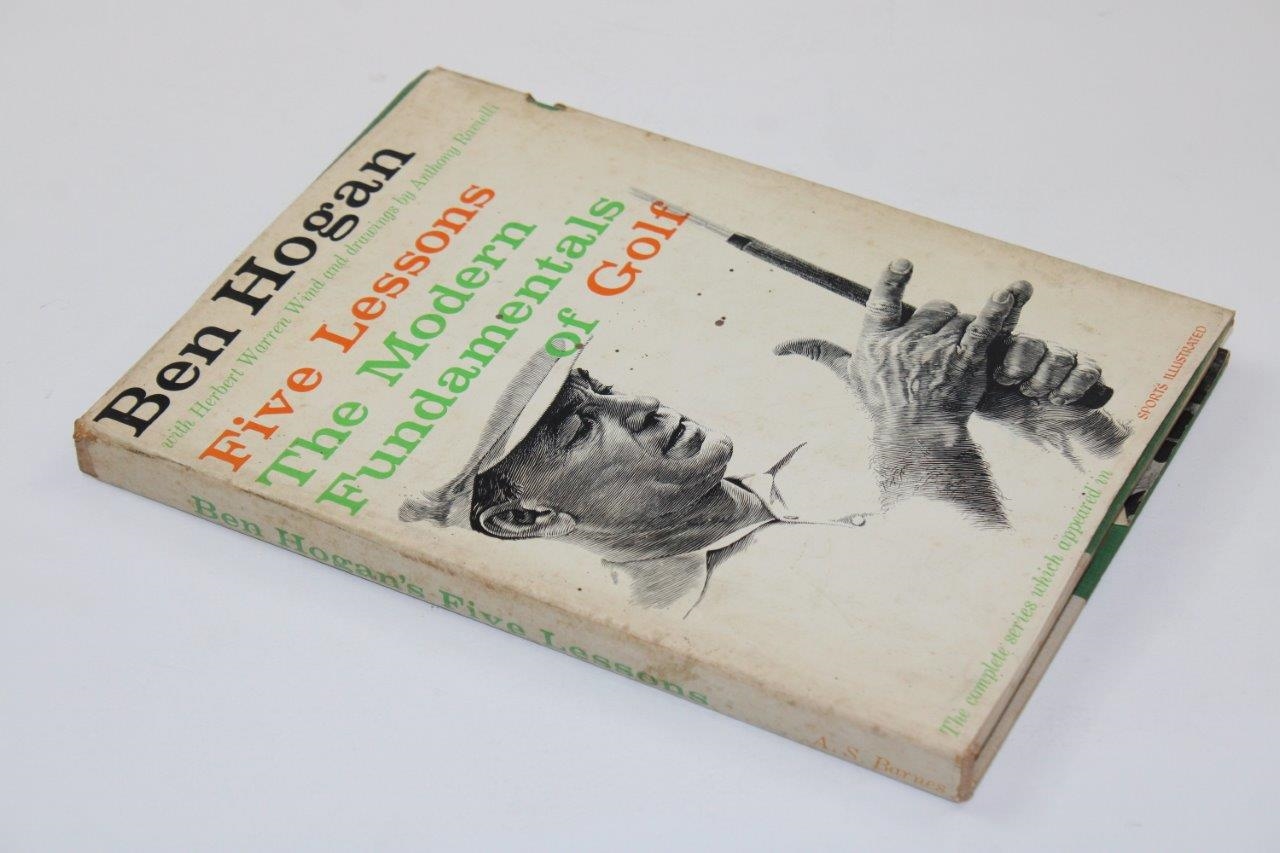 Ben Hogan
with Herbert Warren Wind and drawings by Anthony Ravielli
Five Lessons
The Modern
Fundamentals
of Golf
The complete series which appeared in SPORTS ILLUSTRATED
Ben Hogan's Five Lessons
A. S. Barnes